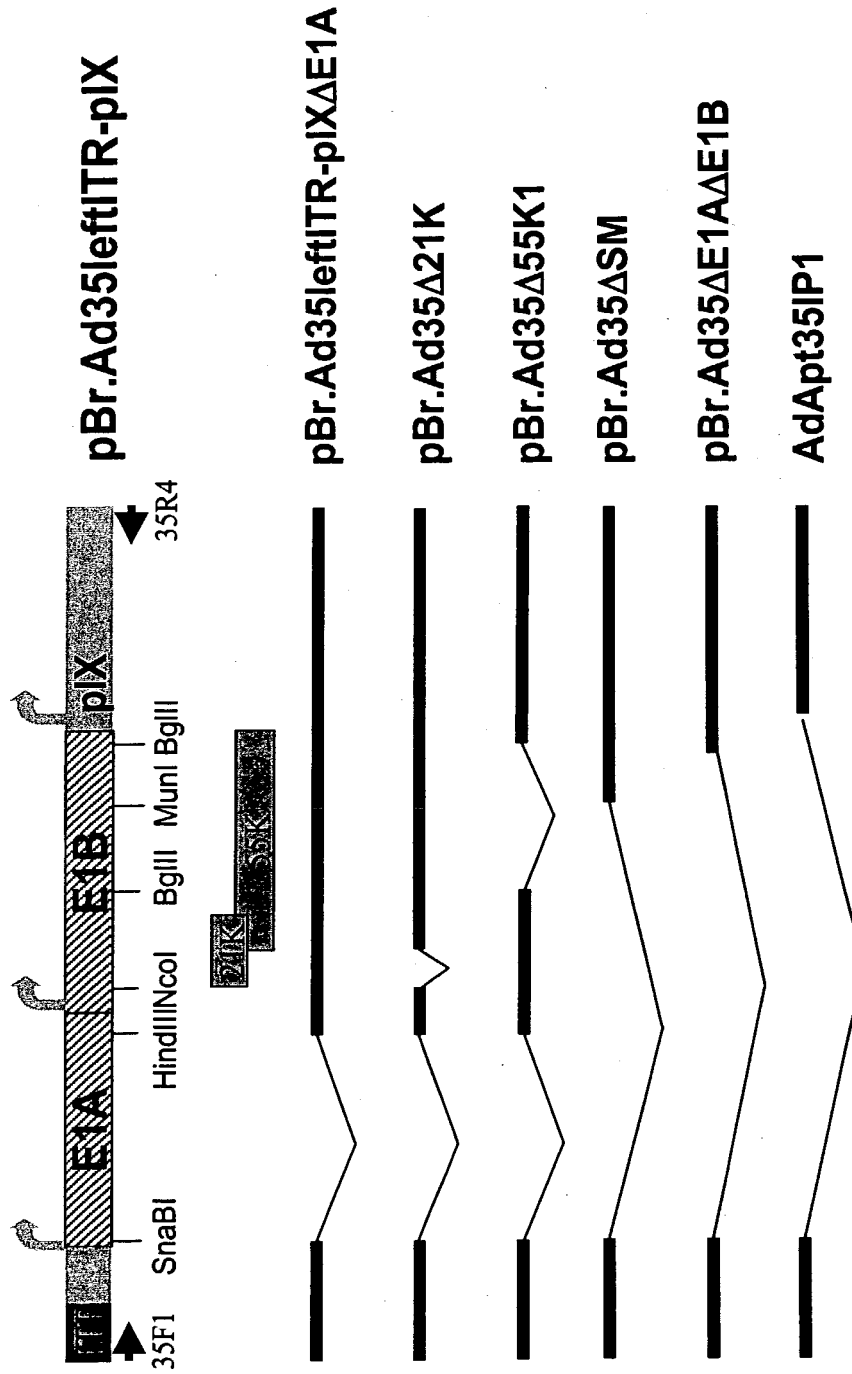 pBr.Ad35leftITR-pIX
ITR
E1A
E1B
pIX
35F1
35R4
SnaBI
HindIII
NcoI
BglII
MunI
BglII
21K
55K
pBr.Ad35leftITR-pIXΔE1A
pBr.Ad35Δ21K
pBr.Ad35Δ55K1
pBr.Ad35ΔSM
pBr.Ad35ΔE1AΔE1B
AdApt35IP1